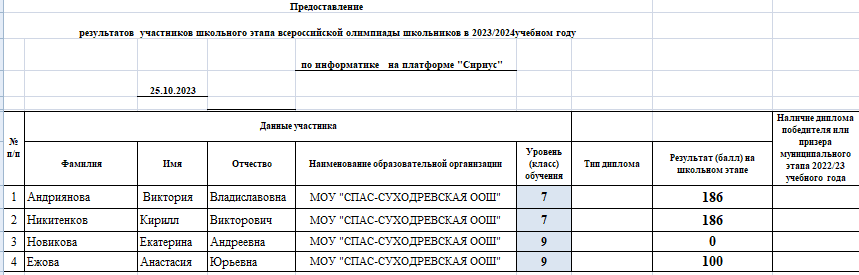 Предоставление
результатов участников школьного этапа всероссийской олимпиады школьников в 2023/2024учебном году
по информатике на платформе "Сириус"
25.10.2023
№ п/п
Данные участника
Фамилия
Имя
Отчество
Наименование образовательной организации
Уровень (класс) обучения
Тип диплома
Результат (балл) на школьном этапе
Наличие диплома победителя или призера муниципального этапа 2022/23 учебного года
1 Андриянова Виктория Владиславовна МОУ "СПАС-СУХОДРЕВСКАЯ ООШ" 7 186
2 Никитенков Кирилл Викторович МОУ "СПАС-СУХОДРЕВСКАЯ ООШ" 7 186
3 Новикова Екатерина Андреевна МОУ "СПАС-СУХОДРЕВСКАЯ ООШ" 9 0
4 Ежова Анастасия Юрьевна МОУ "СПАС-СУХОДРЕВСКАЯ ООШ" 9 100